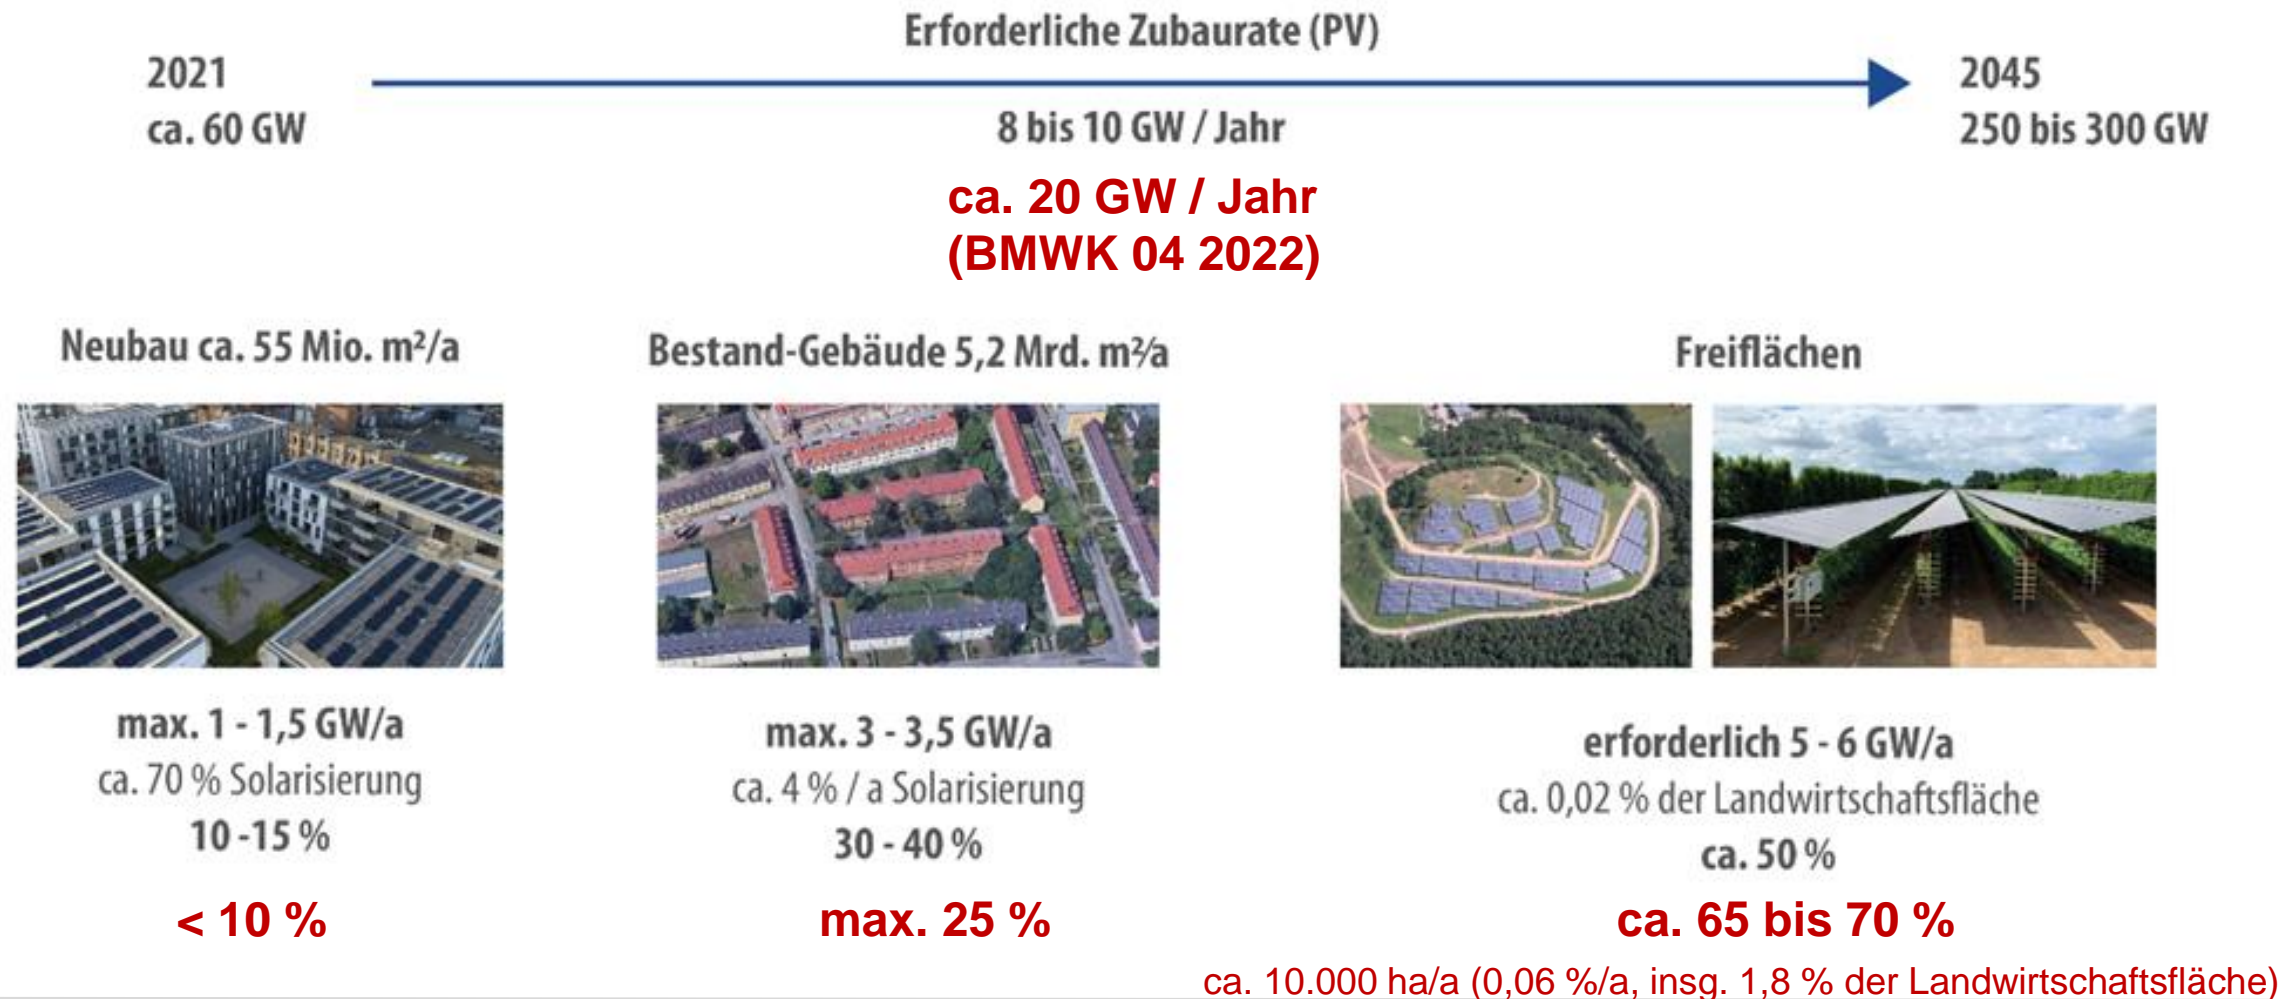 Erforderliche Zubaurate (PV)
2021
ca. 60 GW
8 bis 10 GW / Jahr
2045
250 bis 300 GW
ca. 20 GW / Jahr
(BMWK 04 2022)
Neubau ca. 55 Mio. m²/a
max. 1 - 1,5 GW/a
ca. 70 % Solarisierung
10 -15 %
< 10 %
Bestand-Gebäude 5,2 Mrd. m²/a
max. 3 - 3,5 GW/a
ca. 4 % / a Solarisierung
30 - 40 %
max. 25 %
Freiflächen
erforderlich 5 - 6 GW/a
ca. 0,02 % der Landwirtschaftsfläche
ca. 50 %
ca. 65 bis 70 %
ca. 10.000 ha/a (0,06 %/a, insg. 1,8 % der Landwirtschaftsfläche)